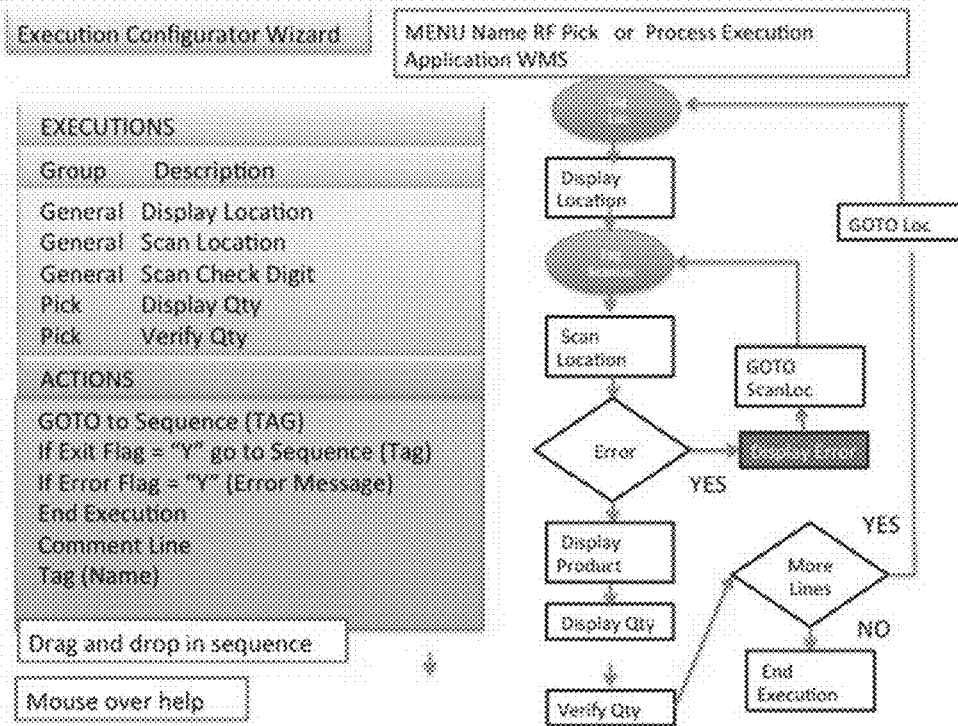 Execution Configurator Wizard
MENU Name RF Pick or Process Execution
Application WMS
EXECUTIONS
Group Description
General Display Location
General Scan Location
General Scan Check Digit
Pick Display Qty
Pick Verify Qty
ACTIONS
GOTO to Sequence (TAG)
If Exit Flag = "Y" go to Sequence (Tag)
If Error Flag = "Y" (Error Message)
End Execution
Comment Line
Tag (Name)
Drag and drop in sequence
Mouse over help
Display
Location
GOTO Loc
Scan
Location
GOTO
ScanLoc
Error
YES
Display
Product
Display Qty
Verify Qty
More
Lines
YES
NO
End
Execution